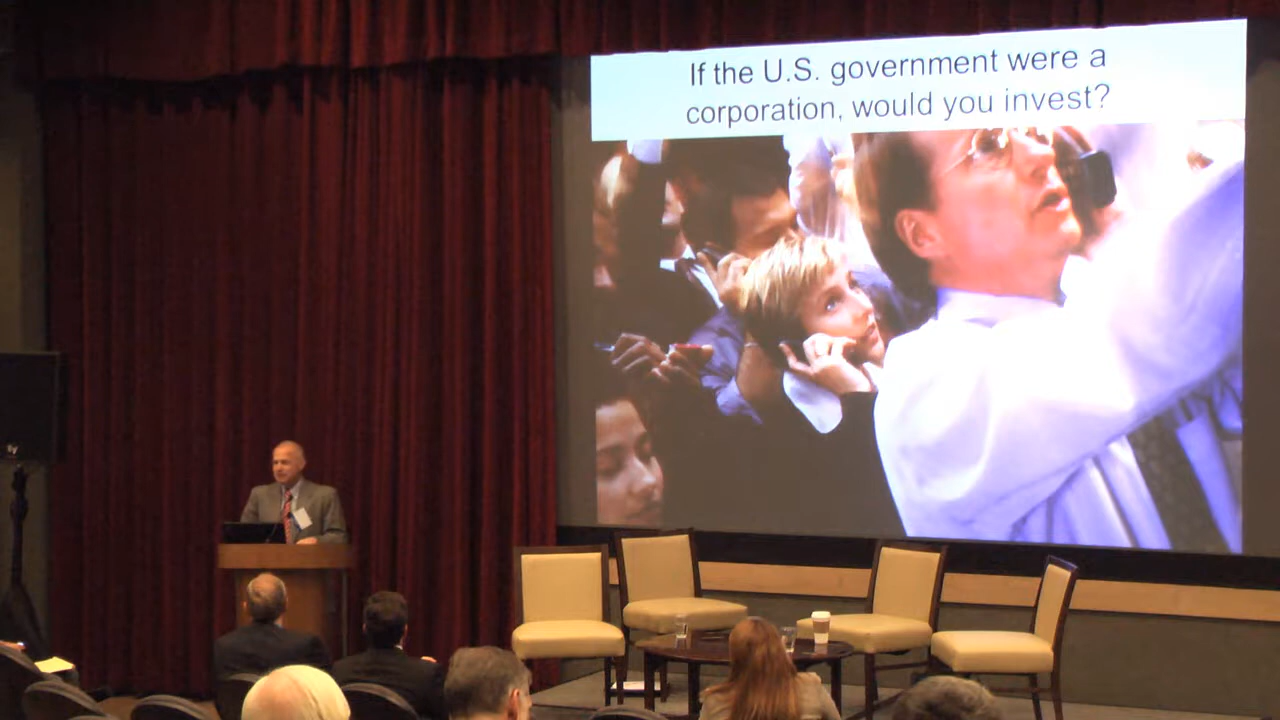 If the U.S. government were a
corporation, would you invest?